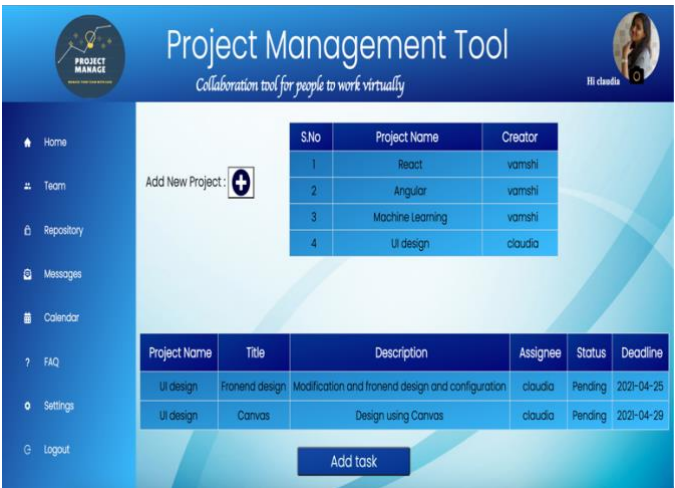 PROJECT
MANAGE
Project Management Tool
Collaboration tool for people to work virtually
Hi claudia
Home
Team
Repository
Messages
Calendar
FAQ
Settings
Logout
Add New Project :
S.No Project Name Creator
1 React vamshi
2 Angular vamshi
3 Machine Learning vamshi
4 UI design claudia
Project Name Title Description Assignee Status Deadline
UI design Fronend design Modification and fronend design and configuration claudia Pending 2021-04-25
UI design Canvas Design using Canvas claudia Pending 2021-04-29
Add task